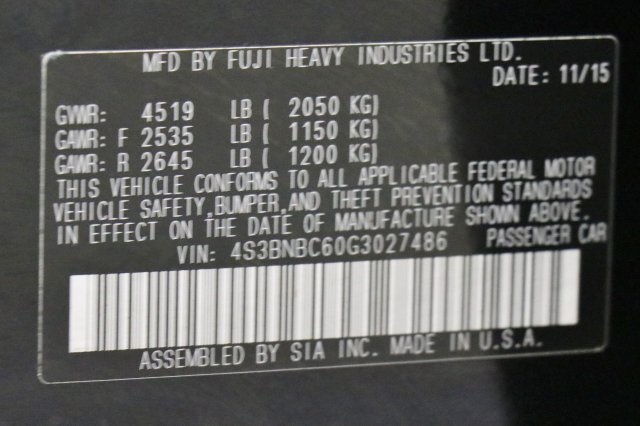 MFD BY FUJI HEAVY INDUSTRIES LTD.
DATE: 11/15
GVWR: 4519 LB ( 2050 KG)
GAWR: F 2535 LB ( 1150 KG)
GAWR: R 2645 LB ( 1200 KG)
THIS VEHICLE CONFORMS TO ALL APPLICABLE FEDERAL MOTOR
VEHICLE SAFETY,BUMPER,AND THEFT PREVENTION STANDARDS
IN EFFECT ON THE DATE OF MANUFACTURE SHOWN ABOVE.
VIN: 4S3BNBC60G3027486 PASSENGER CAR
ASSEMBLED BY SIA INC. MADE IN U.S.A.